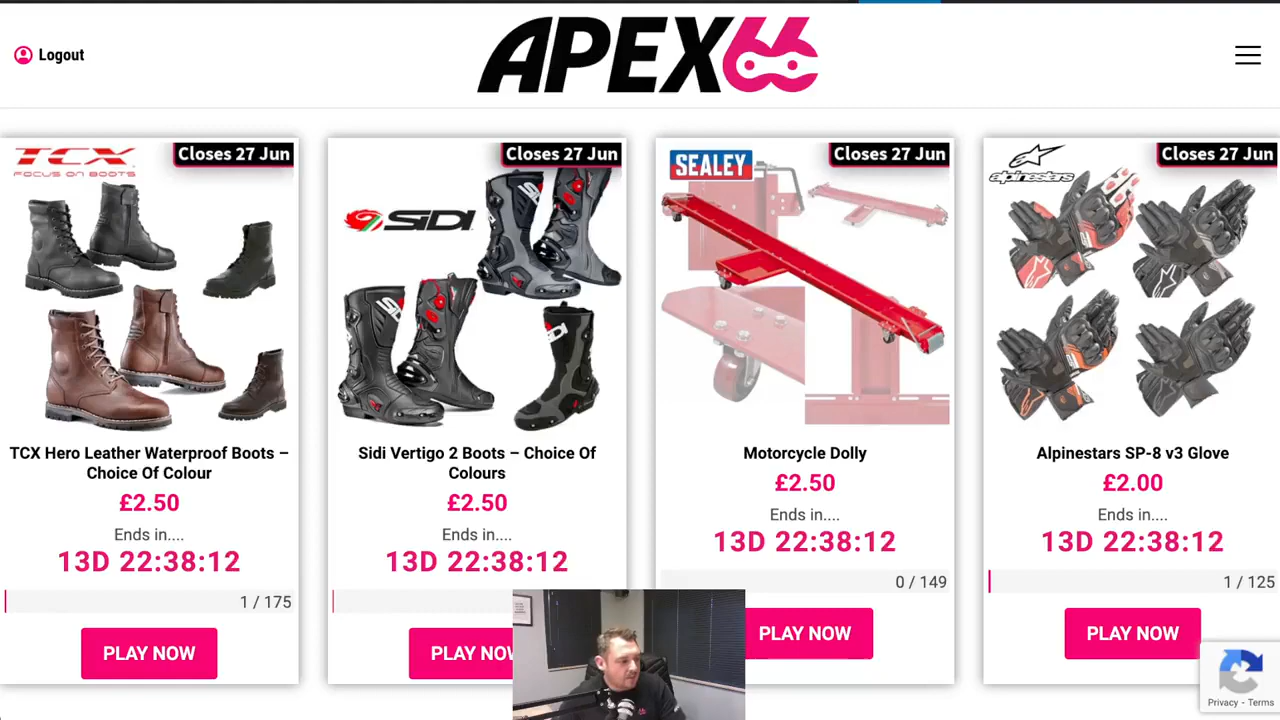 Logout
APEX66
TCX
FOCUS ON BOOTS
Closes 27 Jun
TCX Hero Leather Waterproof Boots –
Choice Of Colour
£2.50
Ends in....
13D 22:38:12
1 / 175
PLAY NOW
SIDI
Closes 27 Jun
Sidi Vertigo 2 Boots – Choice Of
Colours
£2.50
Ends in....
13D 22:38:12
PLAY NOW
SEALEY
Closes 27 Jun
Motorcycle Dolly
£2.50
Ends in....
13D 22:38:12
0 / 149
PLAY NOW
alpinestars
Closes 27 Jun
Alpinestars SP-8 v3 Glove
£2.00
Ends in....
13D 22:38:12
1 / 125
PLAY NOW
Privacy - Terms